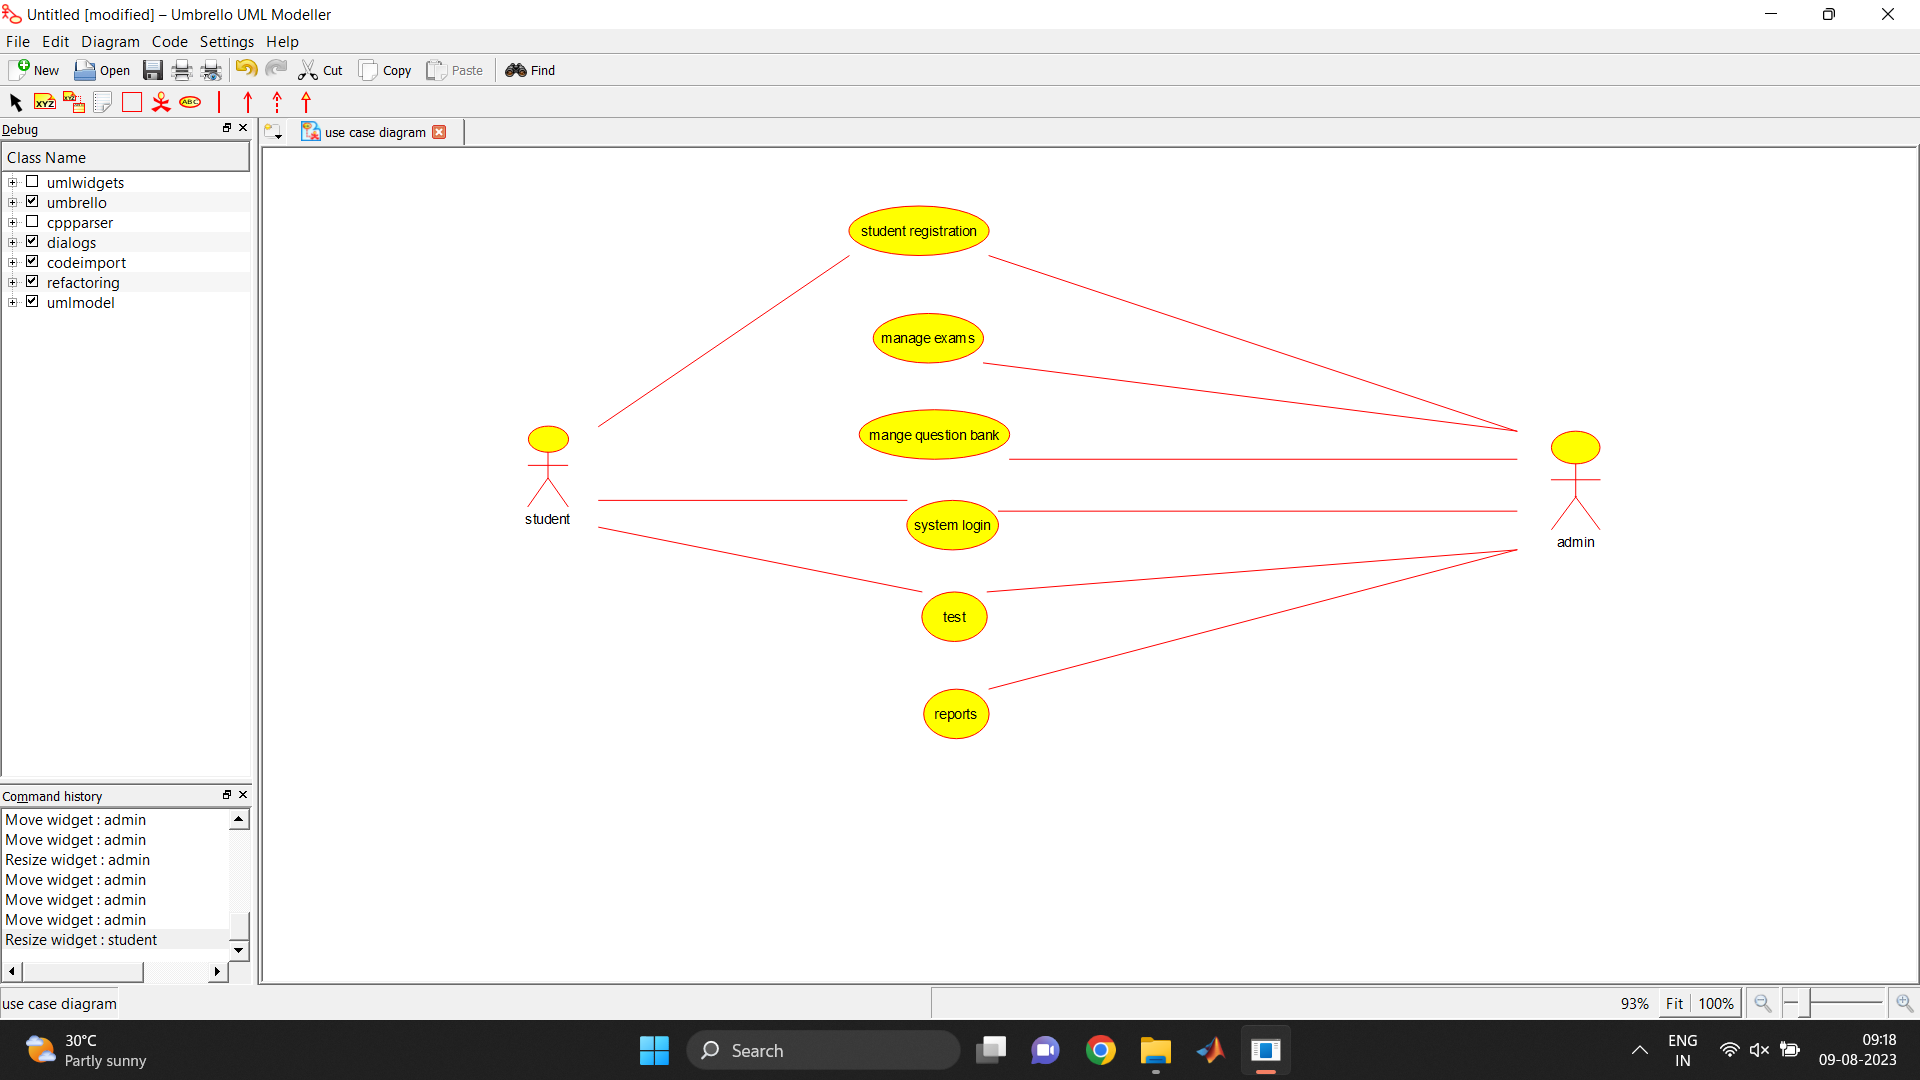 Untitled [modified] – Umbrello UML Modeller
File Edit Diagram Code Settings Help
New Open Cut Copy Paste Find
XYZ XYZ ABC
Debug
use case diagram
Class Name
umlwidgets
umbrello
cppparser
dialogs
codeimport
refactoring
umlmodel
student registration
manage exams
mange question bank
system login
test
reports
student
admin
Command history
Move widget : admin
Move widget : admin
Resize widget : admin
Move widget : admin
Move widget : admin
Move widget : admin
Resize widget : student
use case diagram
93% Fit 100%
30°C
Partly sunny
Search
ENG
IN
09:18
09-08-2023